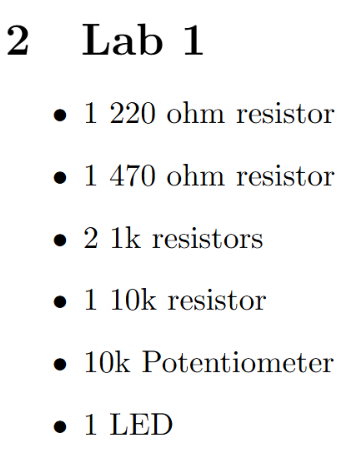 2 Lab 1
• 1 220 ohm resistor
• 1 470 ohm resistor
• 2 1k resistors
• 1 10k resistor
• 10k Potentiometer
• 1 LED